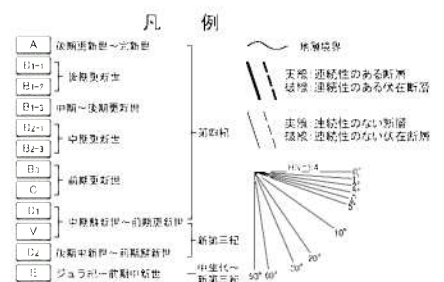 凡 例
A 後期更新世～完新世
B1-1
後期更新世
B1-2
B1-3 中期～後期更新世
B2-1
中期更新世
B2-3
第四紀
B3
前期更新世
C
D1
中期鮮新世～前期更新世
V
新第三紀
D2 後期中新世～前期鮮新世
E ジュラ紀～前期中新世
中生代～
新第三紀
地層境界
実線:連続性のある断層
破線:連続性のある伏在断層
実線:連続性のない断層
破線:連続性のない伏在断層
0°
10°
20°
30°
60°